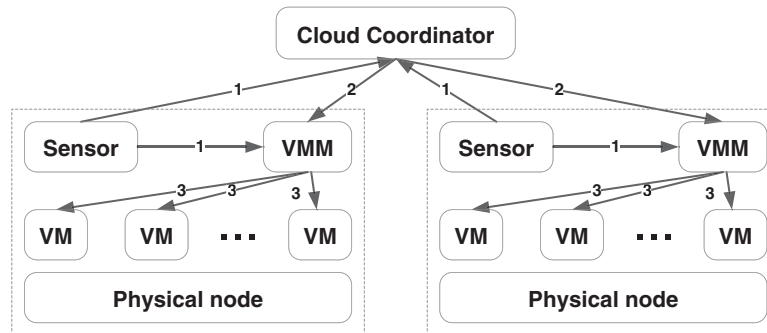 Cloud Coordinator
1
2
1
2
Sensor
1
VMM
Sensor
1
VMM
3
3
3
3
3
3
VM
VM
...
VM
VM
VM
...
VM
Physical node
Physical node